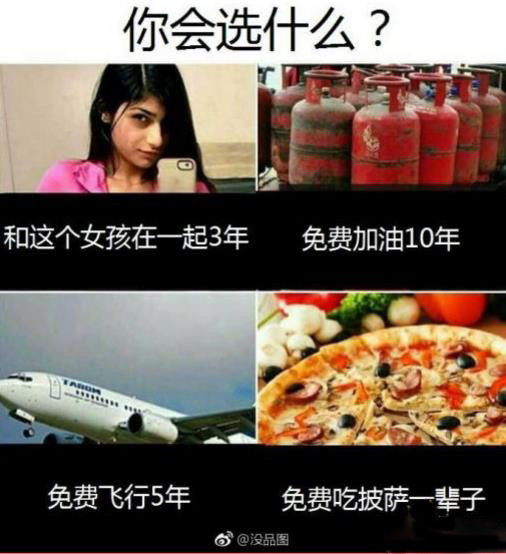 你会选什么？
和这个女孩在一起3年
免费加油10年
TAROM
免费飞行5年
免费吃披萨一辈子
@没品图